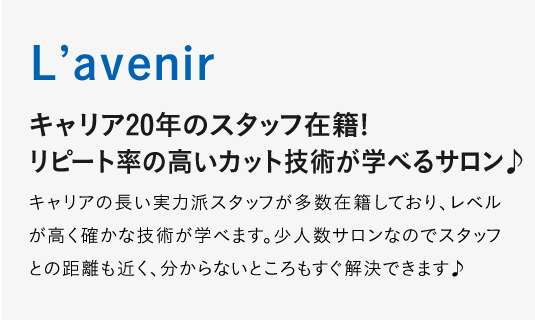 L'avenir
キャリア20年のスタッフ在籍!
リピート率の高いカット技術が学べるサロン♪
キャリアの長い実力派スタッフが多数在籍しており、レベル
が高く確かな技術が学べます。少人数サロンなのでスタッフ
との距離も近く、分からないところもすぐ解決できます♪